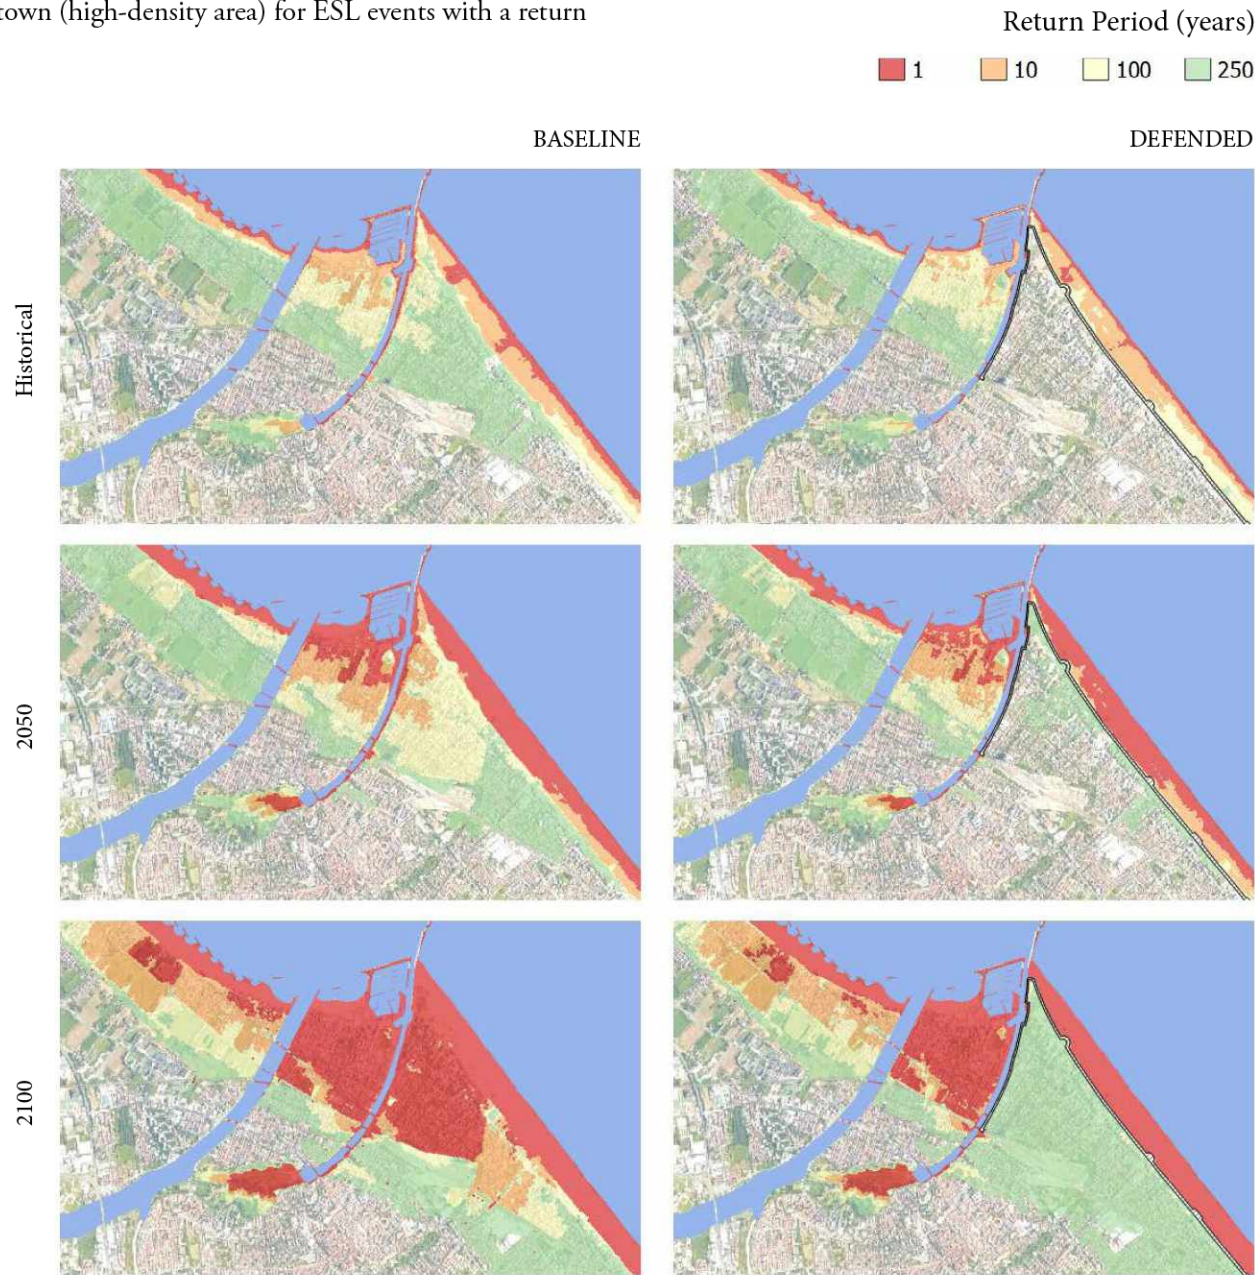 town (high-density area) for ESL events with a return
Return Period (years)
1 10 100 250
BASELINE DEFENDED
Historical
2050
2100